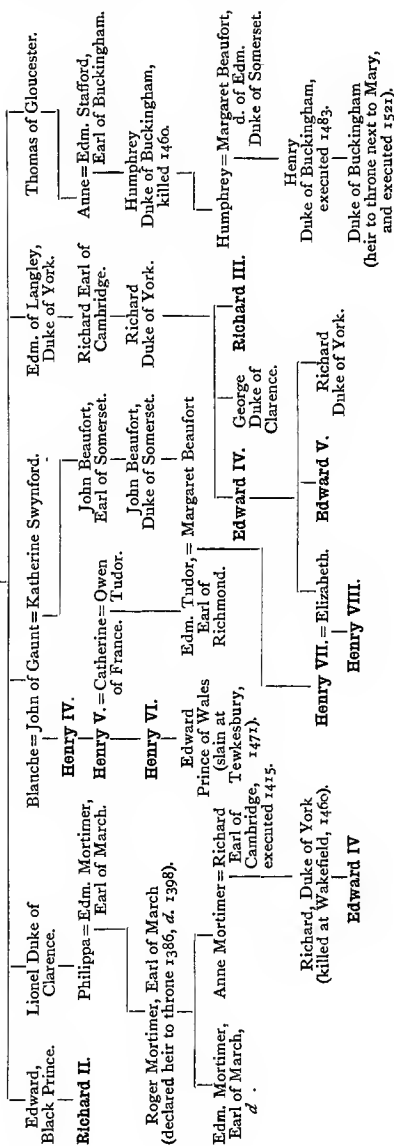 Edward,
Black Prince.
Richard II.
Lionel Duke of
Clarence.
Philippa=Edm. Mortimer,
Earl of March.
Roger Mortimer, Earl of March
(declared heir to throne 1386, d. 1398).
Edm. Mortimer,
Earl of March,
d .
Anne Mortimer=Richard
Earl of
Cambridge,
executed 1415.
Richard, Duke of York
(killed at Wakefield, 1460).
Edward IV
Blanche=John of Gaunt=Katherine Swynford.
Henry IV.
Henry V.=Catherine=Owen
of France. Tudor.
Henry VI.
Edward
Prince of Wales
(slain at
Tewkesbury,
1471).
John Beaufort,
Earl of Somerset.
John Beaufort,
Duke of Somerset.
Edm. Tudor,=Margaret Beaufort
Earl of
Richmond.
Henry VII.=Elizabeth.
Henry VIII.
Edm. of Langley,
Duke of York.
Richard Earl of
Cambridge.
Richard
Duke of York.
Edward IV.
George
Duke of
Clarence.
Richard III.
Edward V.
Richard
Duke of York.
Thomas of Gloucester.
Anne=Edm. Stafford,
Earl of Buckingham.
Humphrey
Duke of Buckingham,
killed 1460.
Humphrey=Margaret Beaufort,
d. of Edm.
Duke of Somerset.
Henry
Duke of Buckingham,
executed 1483.
Duke of Buckingham
(heir to throne next to Mary,
and executed 1521).